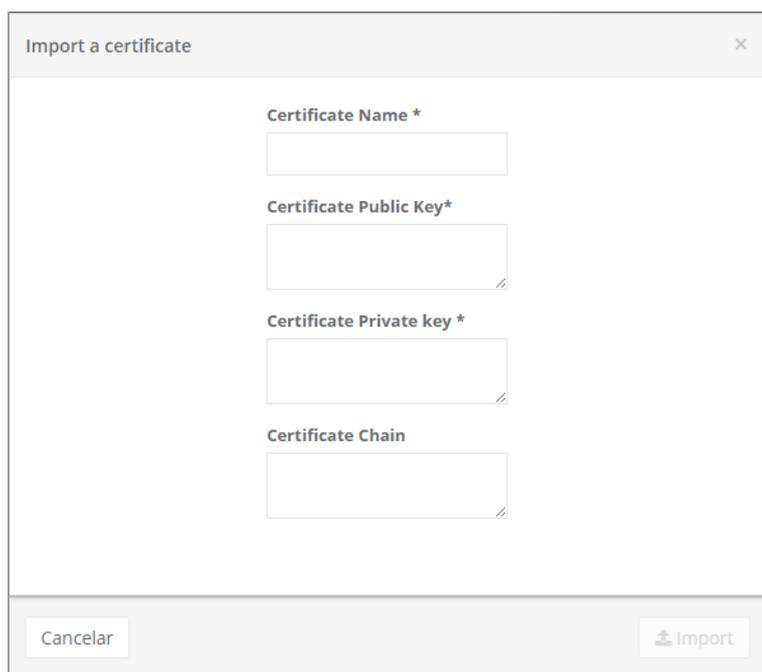 Import a certificate ×
Certificate Name *
Certificate Public Key*
Certificate Private key *
Certificate Chain
Cancelar Import